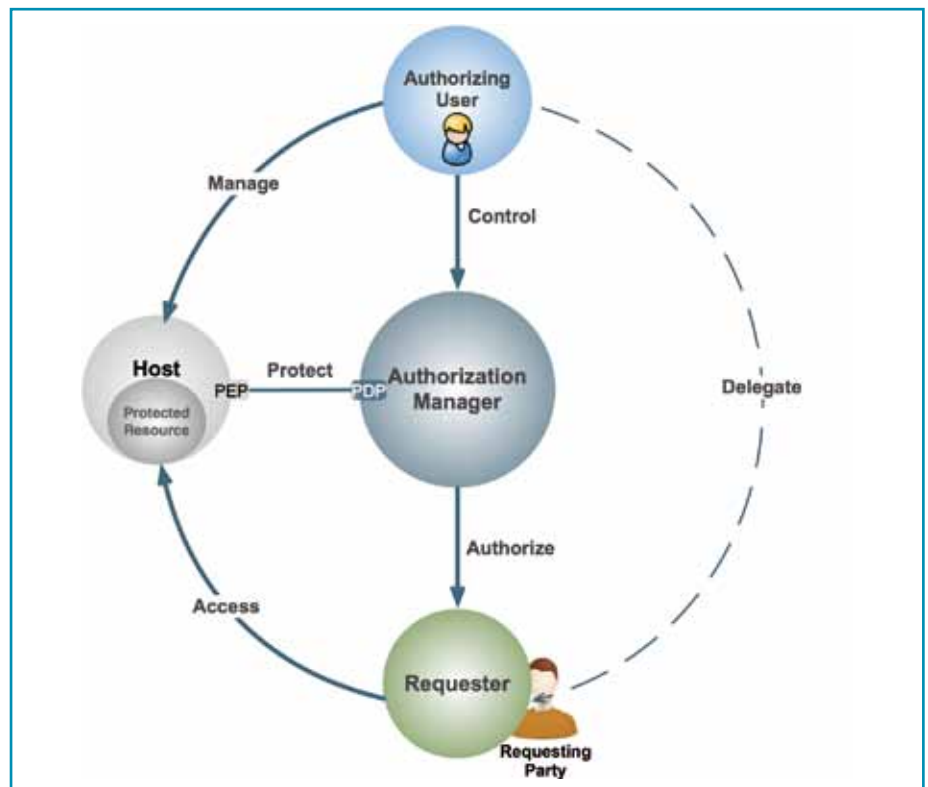 Authorizing
User
Manage
Control
Host
PEP
Protect
PDP
Authorization
Manager
Protected
Resource
Delegate
Authorize
Access
Requester
Requesting
Party